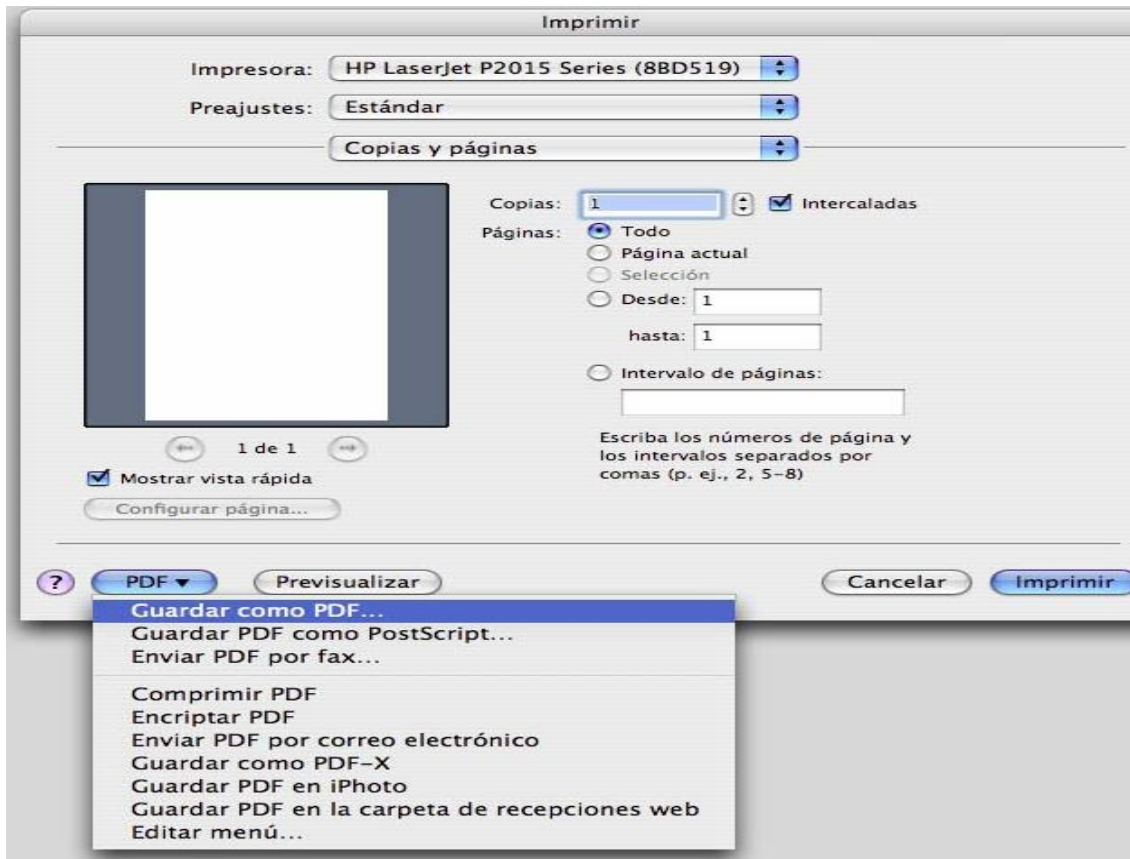 Imprimir
Impresora: HP LaserJet P2015 Series (8BD519)
Preajustes: Estándar
Copias y páginas
Copias: 1 Intercaladas
Páginas: Todo
Página actual
Selección
Desde: 1
hasta: 1
Intervalo de páginas:
Escriba los números de página y
los intervalos separados por
comas (p. ej., 2, 5-8)
1 de 1
Mostrar vista rápida
Configurar página...
? PDF Previsualizar Cancelar Imprimir
Guardar como PDF...
Guardar PDF como PostScript...
Enviar PDF por fax...
Comprimir PDF
Encriptar PDF
Enviar PDF por correo electrónico
Guardar como PDF-X
Guardar PDF en iPhoto
Guardar PDF en la carpeta de recepciones web
Editar menú...